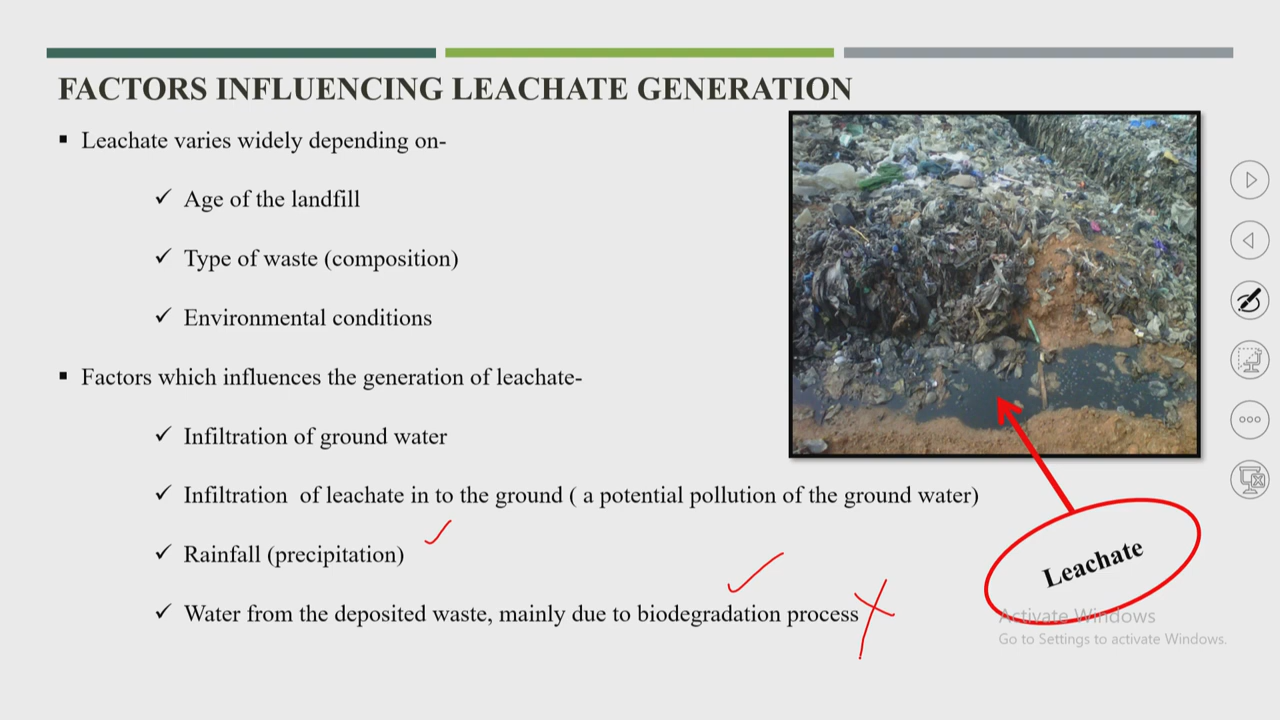 FACTORS INFLUENCING LEACHATE GENERATION
▪ Leachate varies widely depending on-
✓ Age of the landfill
✓ Type of waste (composition)
✓ Environmental conditions
▪ Factors which influences the generation of leachate-
✓ Infiltration of ground water
✓ Infiltration of leachate in to the ground ( a potential pollution of the ground water)
✓ Rainfall (precipitation)
✓ Water from the deposited waste, mainly due to biodegradation process
Leachate
Activate Windows
Go to Settings to activate Windows.